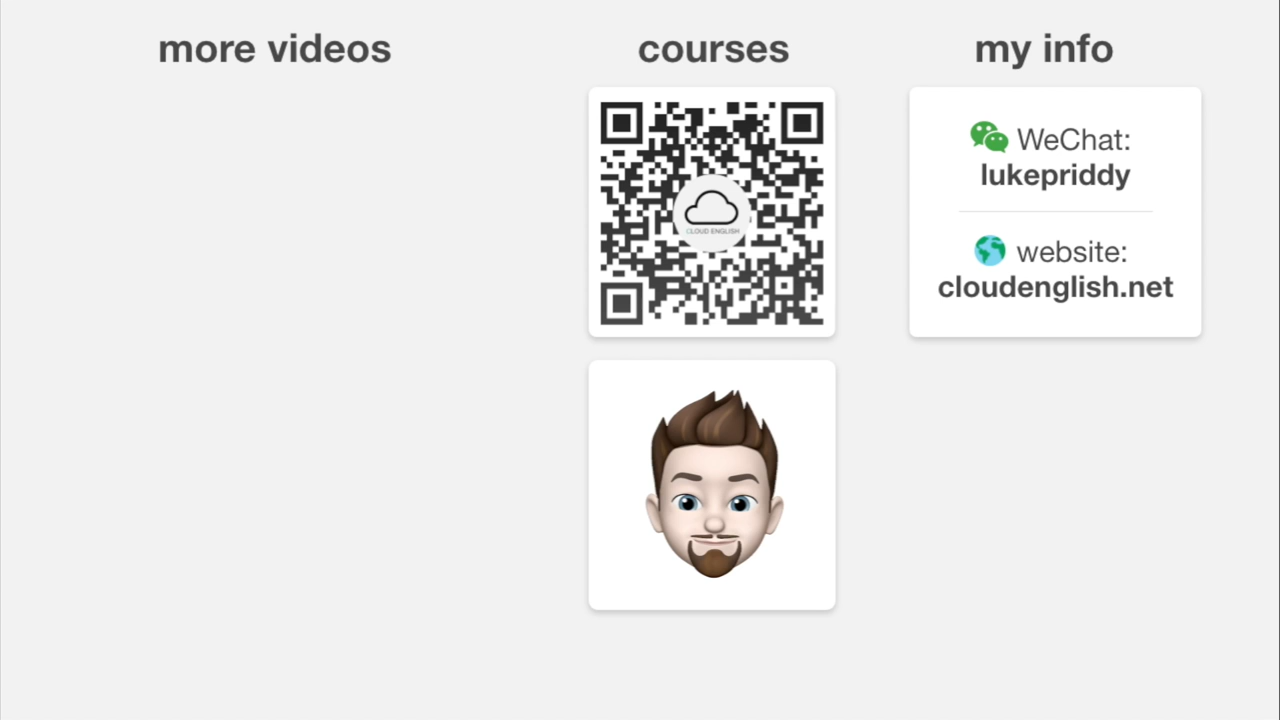 more videos
courses
my info
CLOUD ENGLISH
WeChat:
lukepriddy
website:
cloudenglish.net